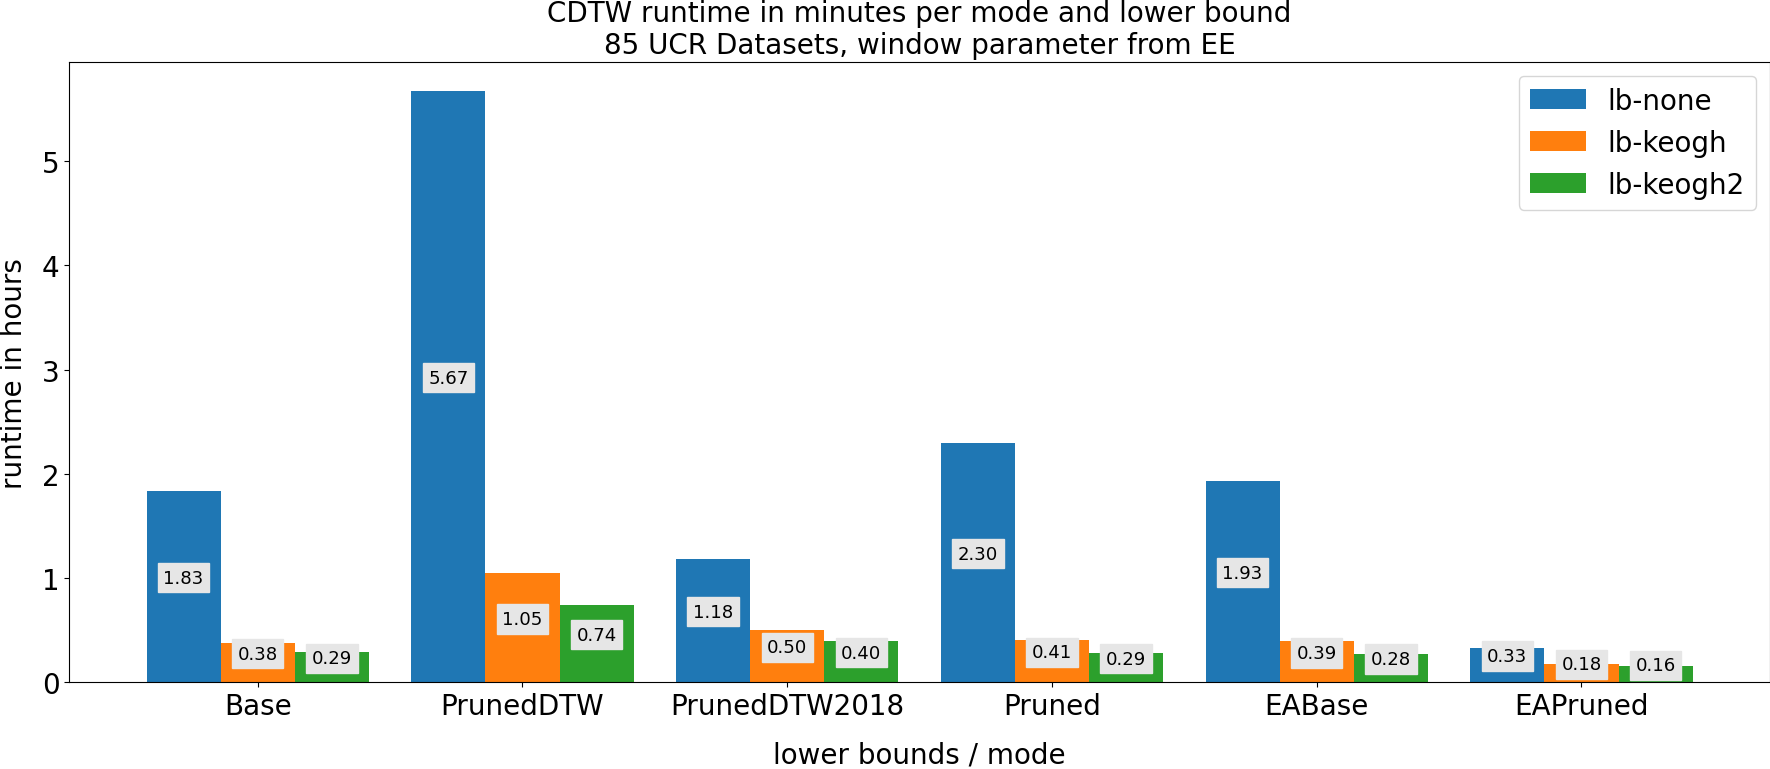 CDTW runtime in minutes per mode and lower bound
85 UCR Datasets, window parameter from EE
lb-none
lb-keogh
lb-keogh2
runtime in hours
5
4
3
2
1
0
1.83
0.38
0.29
5.67
1.05
0.74
1.18
0.50
0.40
2.30
0.41
0.29
1.93
0.39
0.28
0.33
0.18
0.16
Base
PrunedDTW
PrunedDTW2018
Pruned
EABase
EAPruned
lower bounds / mode